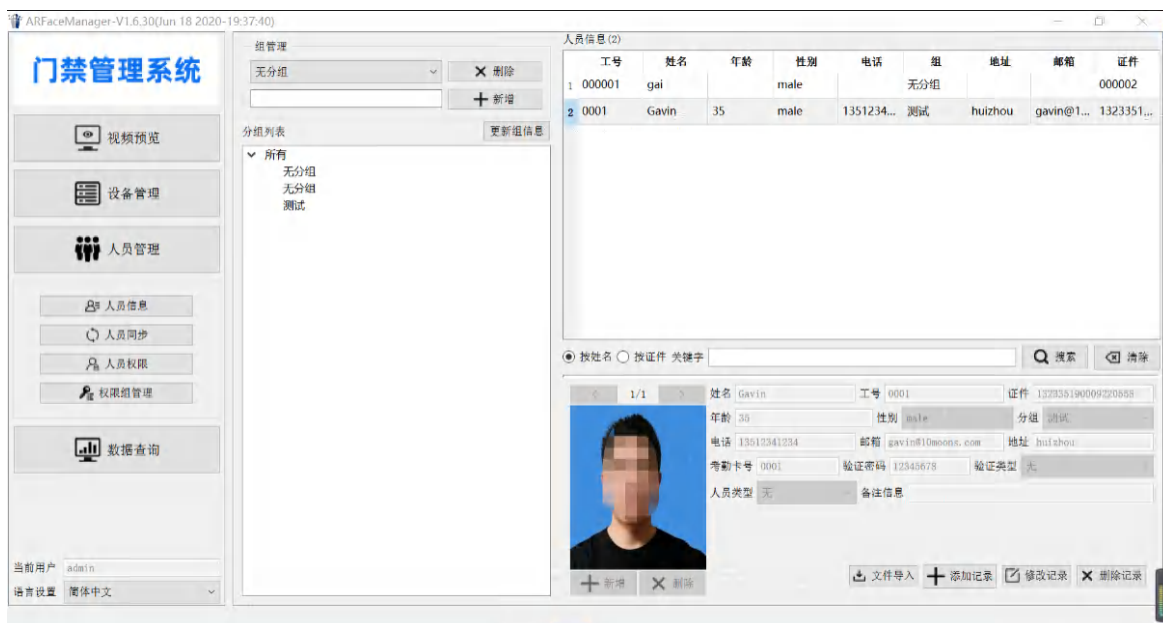 ARFaceManager-V1.6.30(Jun 18 2020-19:37:40)
门禁管理系统
视频预览
设备管理
人员管理
人员信息
人员同步
人员权限
权限组管理
数据查询
当前用户 admin
语言设置 简体中文
组管理
无分组 删除
新增
分组列表 更新组信息
所有
无分组
无分组
测试
人员信息(2)
工号 姓名 年龄 性别 电话 组 地址 邮箱 证件
1 000001 gai male 无分组 000002
2 0001 Gavin 35 male 1351234... 测试 huizhou gavin@1... 1323351...
按姓名 按证件 关键字 搜索 清除
< 1/1 >
姓名 Gavin 工号 0001 证件
年龄 35 性别 male 分组 测试
电话 13512341234 邮箱 gavin@10moons.com 地址 huizhou
考勤卡号 0001 验证密码 12345678 验证类型 无
人员类型 无 备注信息
新增 删除
文件导入 添加记录 修改记录 删除记录